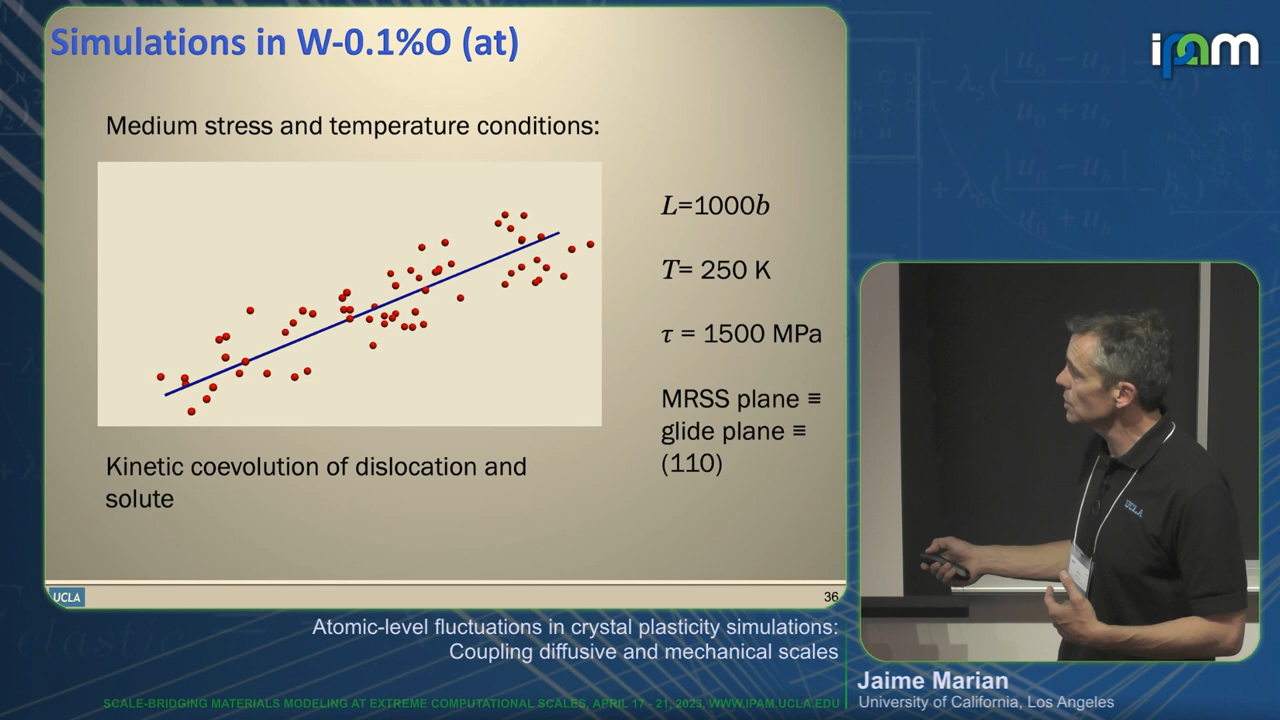 Simulations in W-0.1%O (at)
ipam
Medium stress and temperature conditions:
L=1000b
T= 250 K
τ = 1500 MPa
MRSS plane ≡
glide plane ≡
(110)
Kinetic coevolution of dislocation and
solute
UCLA
36
UCLA
Atomic-level fluctuations in crystal plasticity simulations:
Coupling diffusive and mechanical scales
Jaime Marian
University of California, Los Angeles
SCALE-BRIDGING MATERIALS MODELING AT EXTREME COMPUTATIONAL SCALES, APRIL 17 - 21, 2023, WWW.IPAM.UCLA.EDU